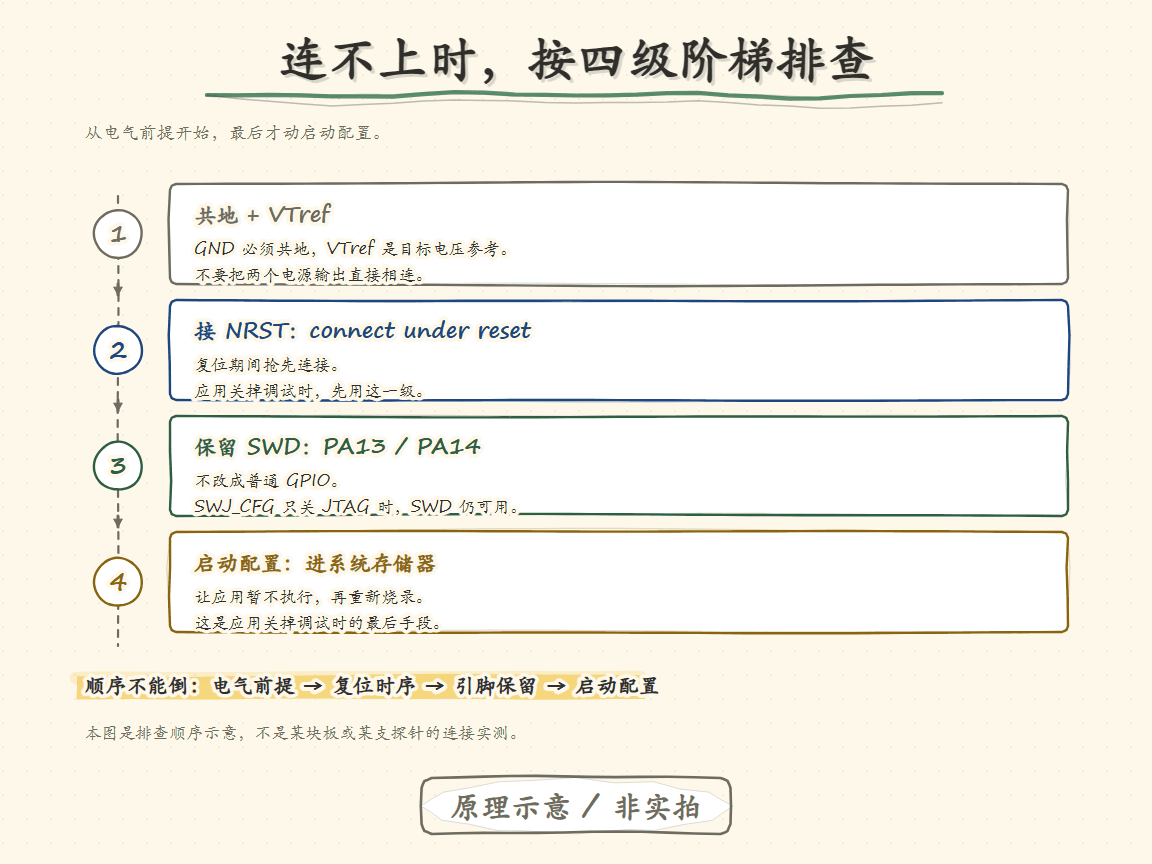 连不上时，按四级阶梯排查
从电气前提开始，最后才动启动配置。
1
共地 + VTref
GND 必须共地，VTref 是目标电压参考。
不要把两个电源输出直接相连。
2
接 NRST：connect under reset
复位期间抢先连接。
应用关掉调试时，先用这一级。
3
保留 SWD：PA13 / PA14
不改成普通 GPIO。
SWJ_CFG 只关 JTAG 时，SWD 仍可用。
4
启动配置：进系统存储器
让应用暂不执行，再重新烧录。
这是应用关掉调试时的最后手段。
顺序不能倒：电气前提 → 复位时序 → 引脚保留 → 启动配置
本图是排查顺序示意，不是某块板或某支探针的连接实测。
原理示意 / 非实拍